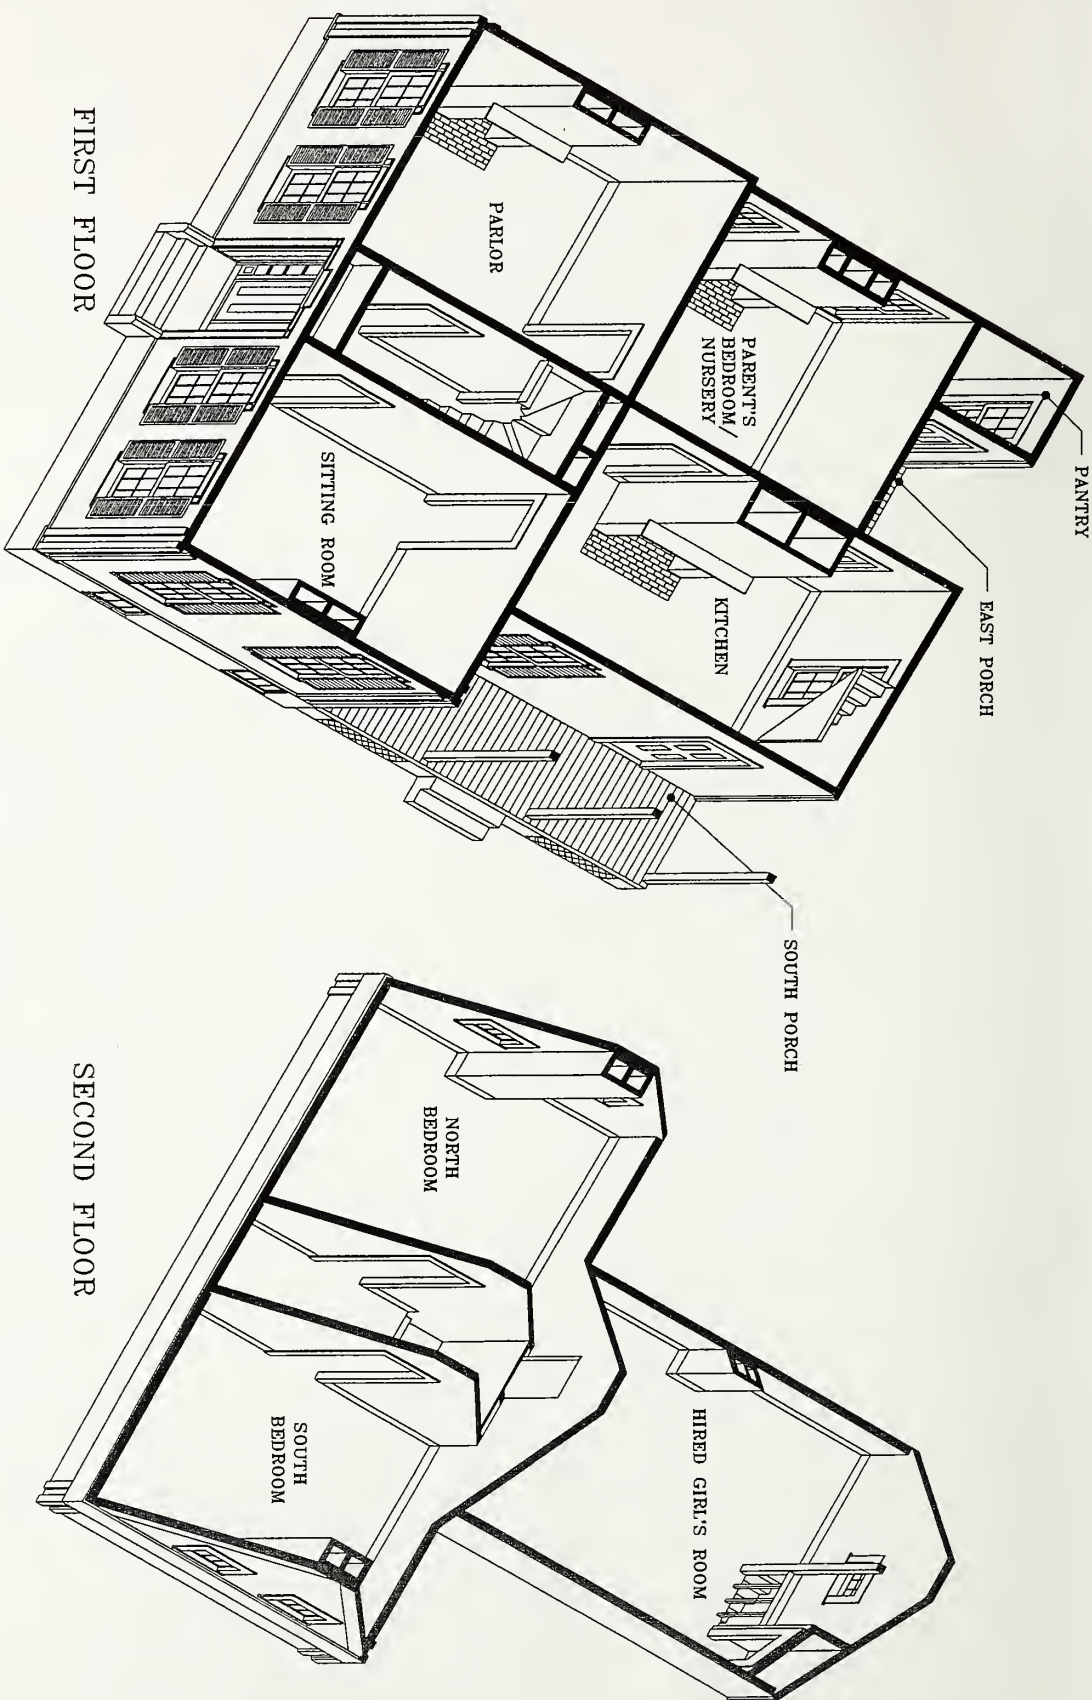 PANTRY
EAST PORCH
PARENT'S
BEDROOM/
NURSERY
PARLOR
KITCHEN
SITTING ROOM
SOUTH PORCH
FIRST FLOOR
NORTH
BEDROOM
HIRED GIRL'S ROOM
SOUTH
BEDROOM
SECOND FLOOR